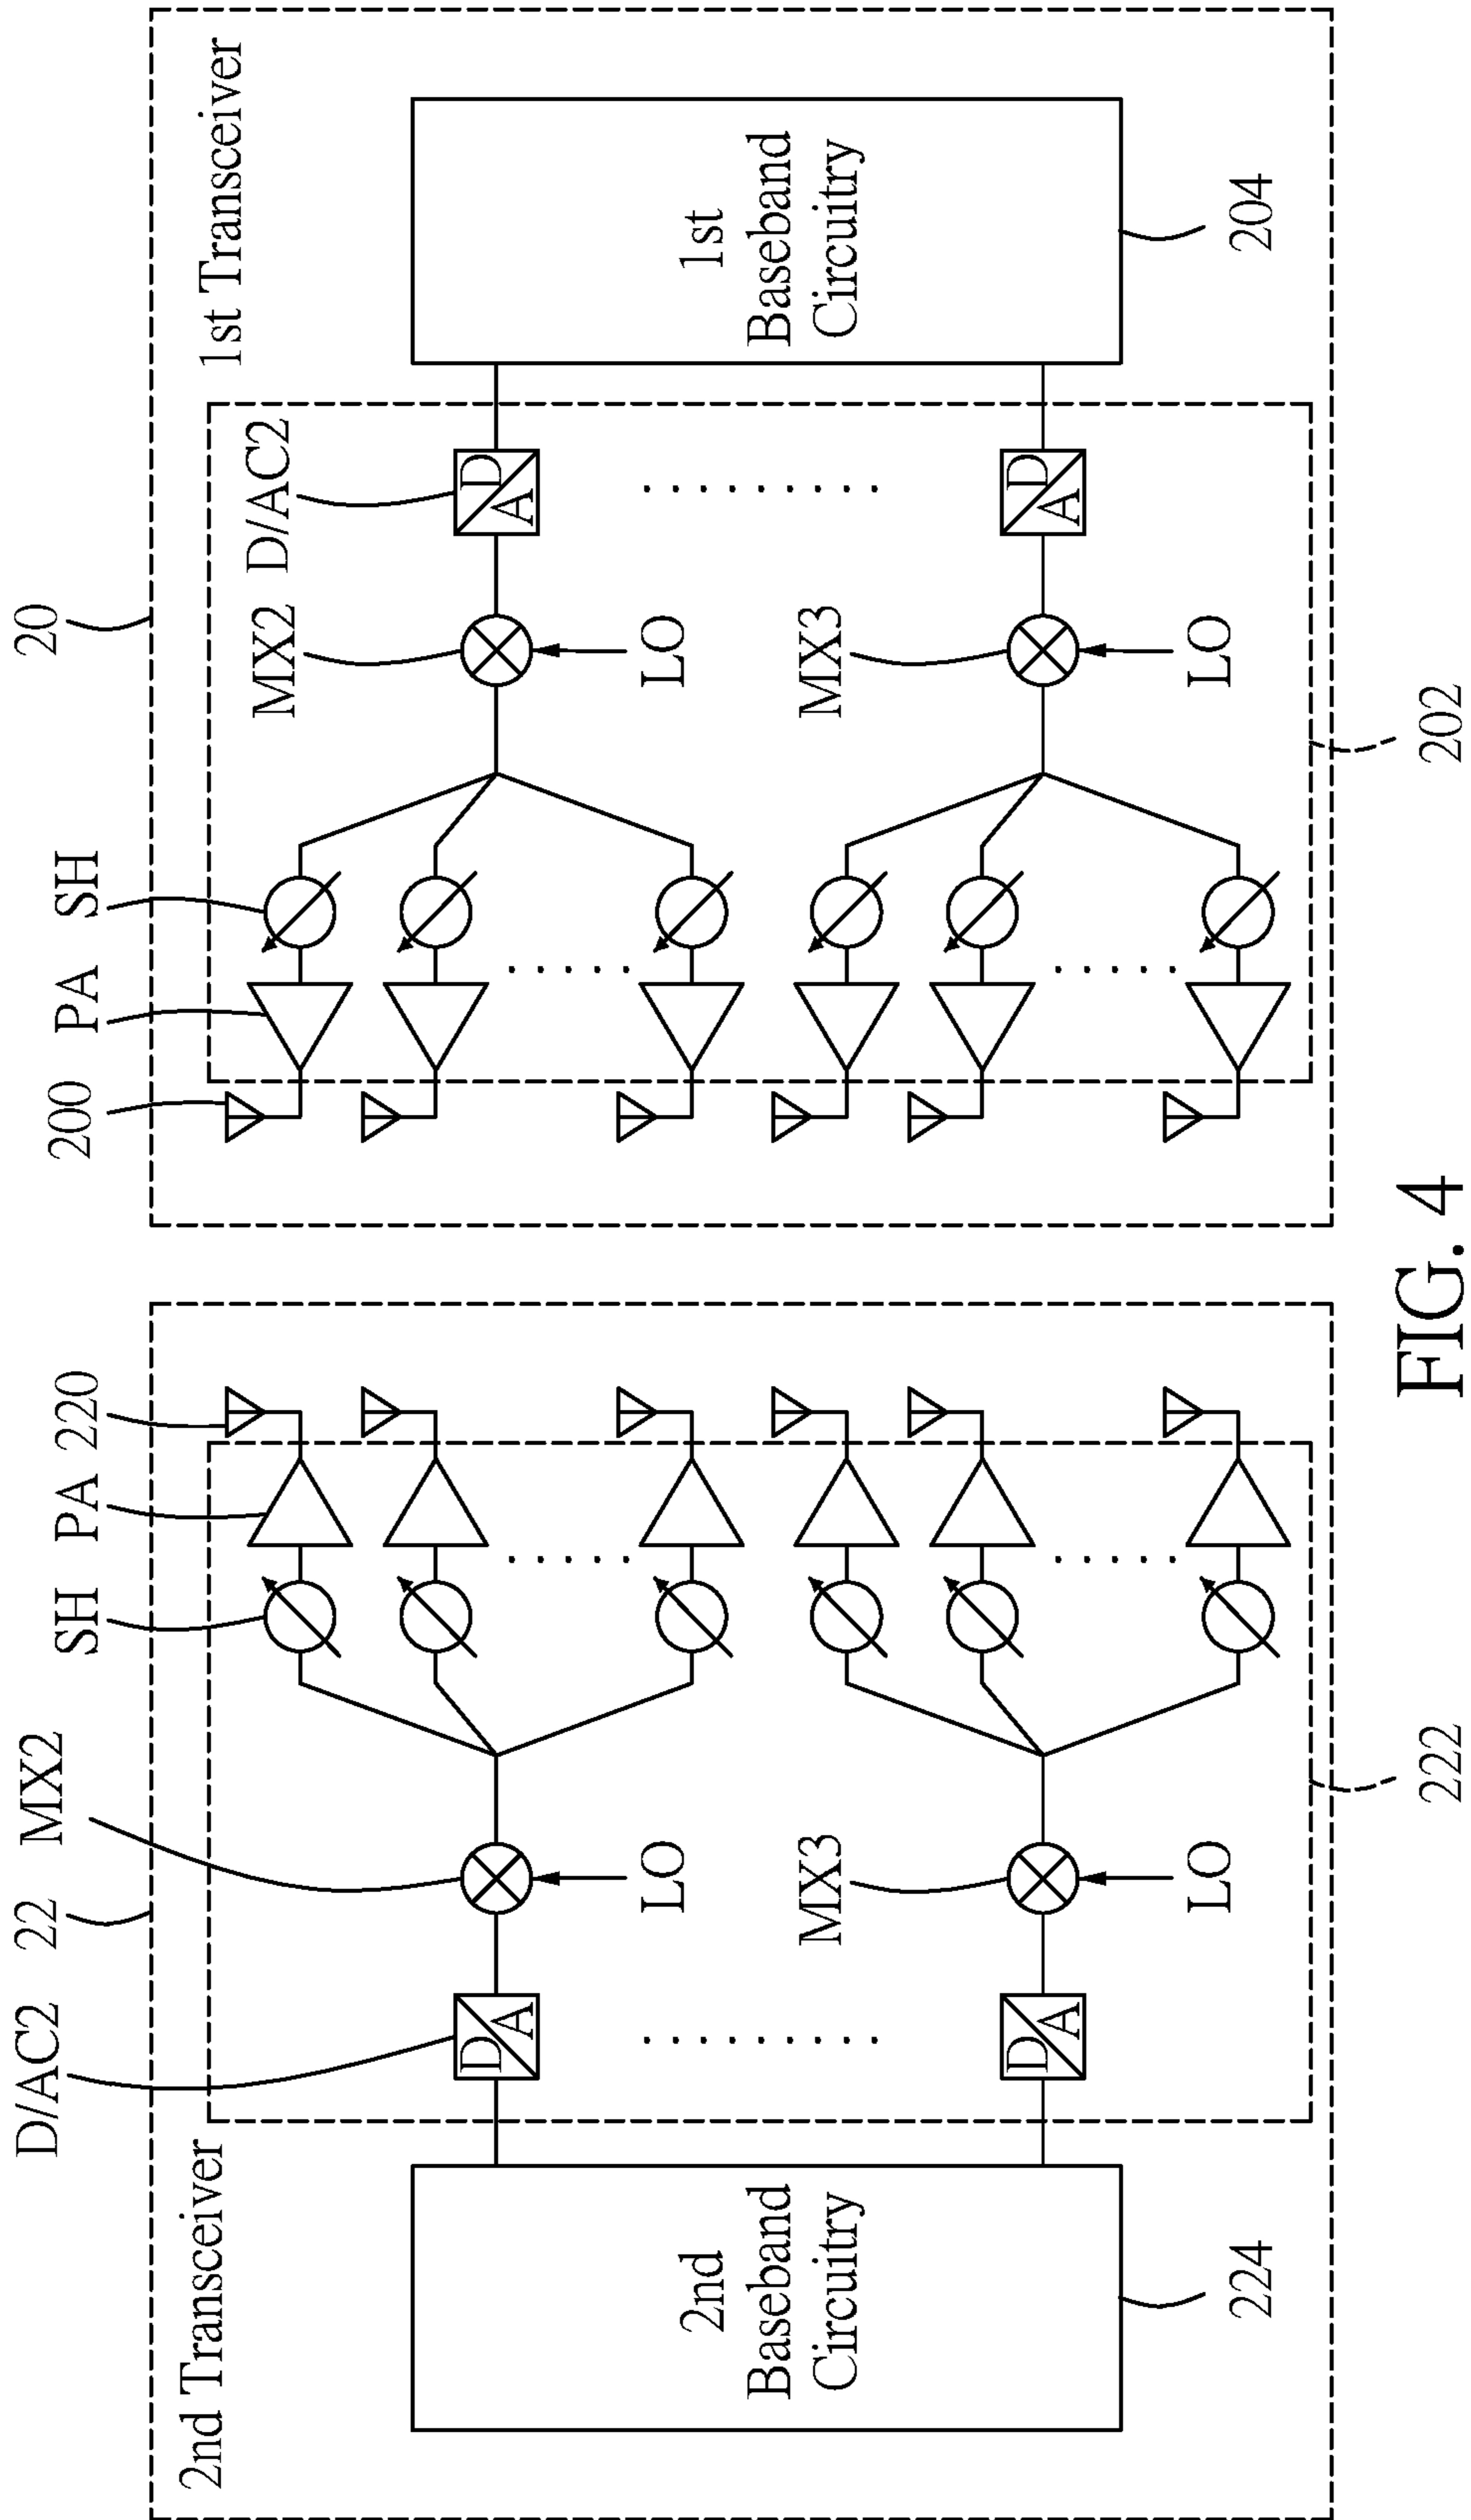 D/AC2
22
MX2
SH
PA
220
200
PA
SH
20
2nd Transceiver
1st Transceiver
MX2
D/AC2
D
A
LO
LO
A
D
2nd
Baseband
Circuitry
1st
Baseband
Circuitry
MX3
MX3
D
A
LO
LO
A
D
224
204
222
202
FIG. 4